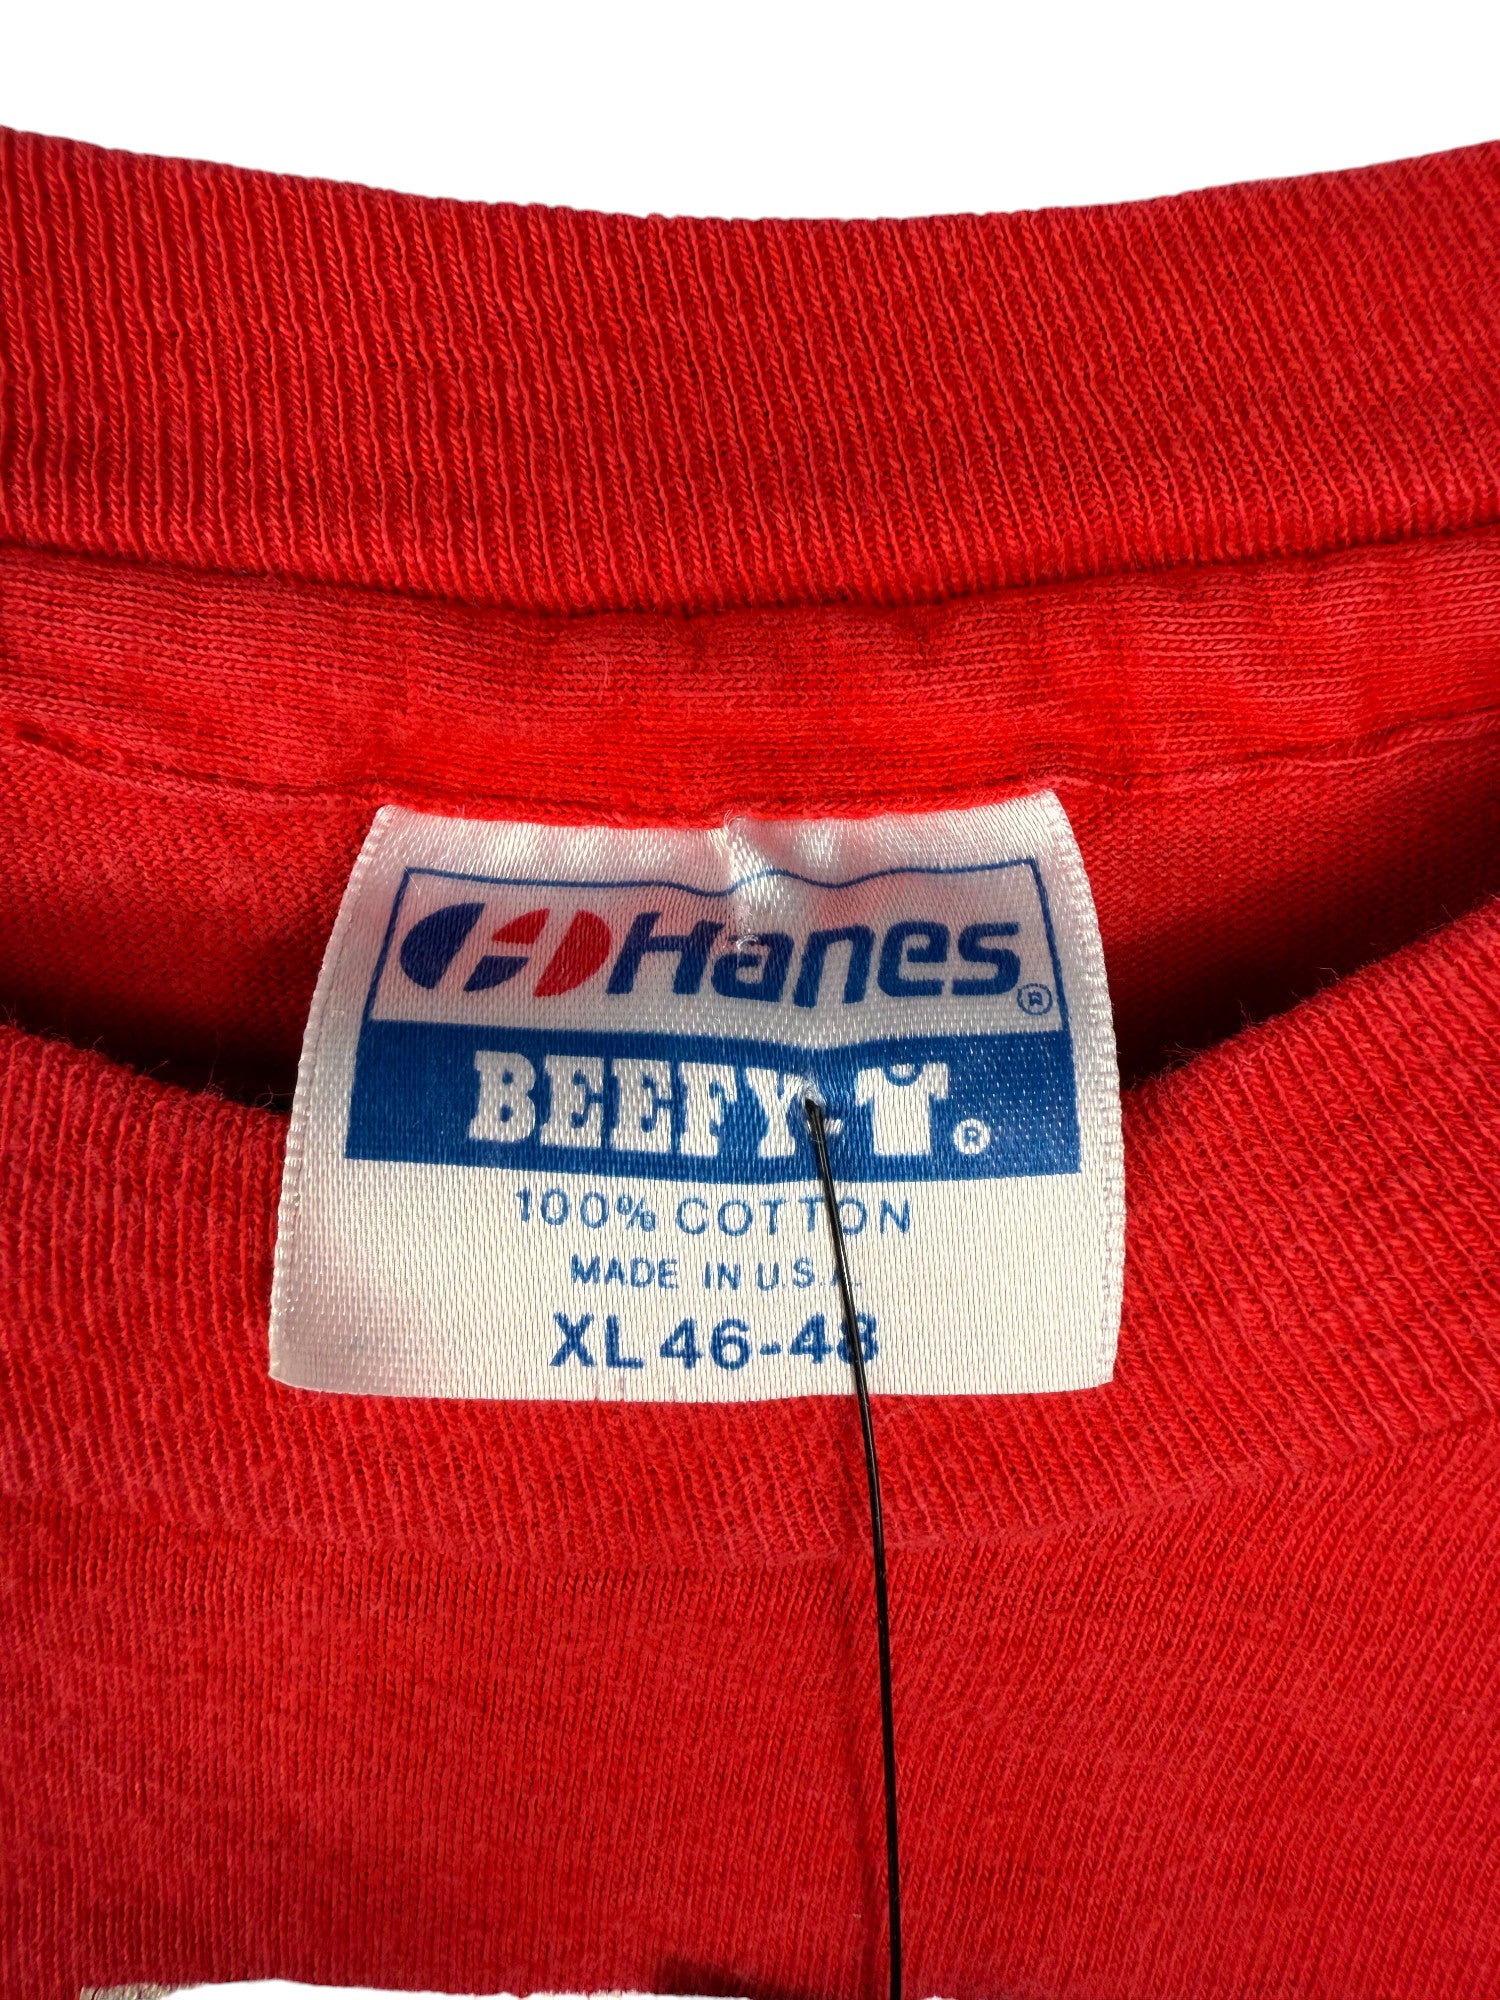 Hanes®
BEEFY-T.®
100% COTTON
MADE IN U.S.A.
XL 46-48